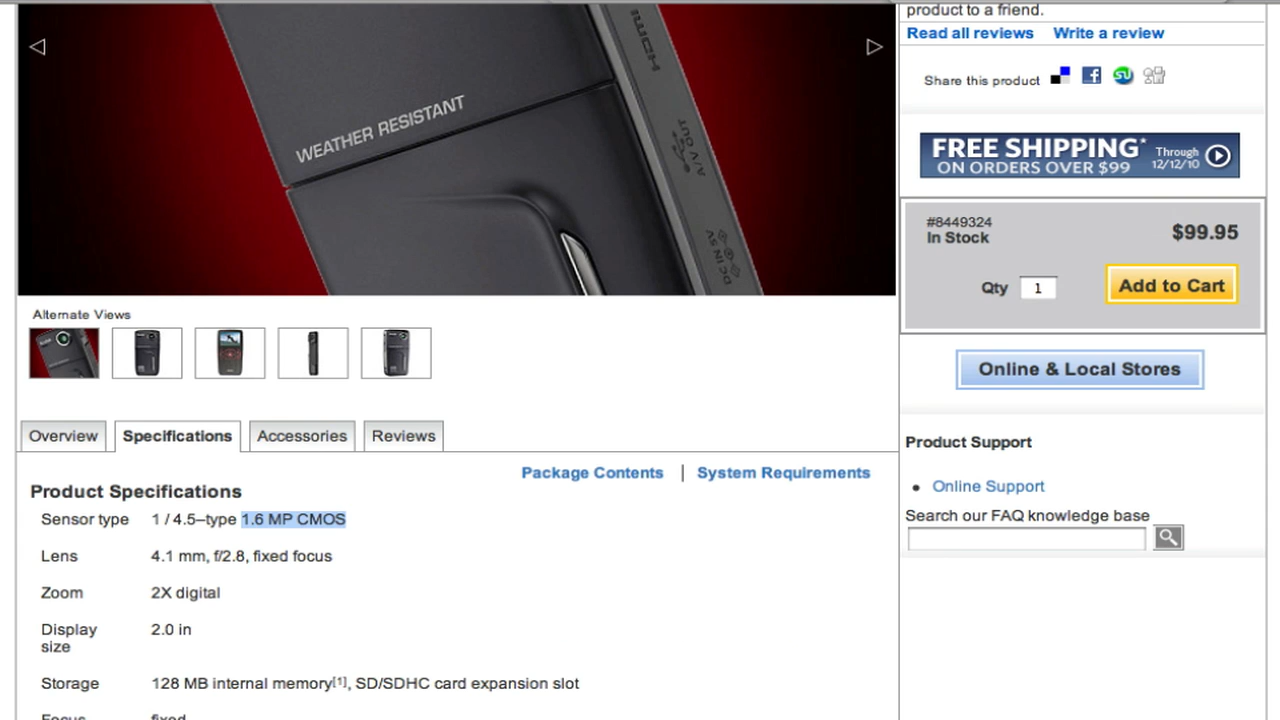 product to a friend.
Read all reviews Write a review
Share this product
HDMI
WEATHER RESISTANT
A/V OUT
DC IN 5V
FREE SHIPPING*
ON ORDERS OVER $99
Through
12/12/10
#8449324
In Stock
$99.95
Qty 1 Add to Cart
Online & Local Stores
Alternate Views
Overview Specifications Accessories Reviews
Package Contents | System Requirements
Product Specifications
Sensor type 1 / 4.5–type 1.6 MP CMOS
Lens 4.1 mm, f/2.8, fixed focus
Zoom 2X digital
Display size 2.0 in
Storage 128 MB internal memory[1], SD/SDHC card expansion slot
Focus fixed
Product Support
Online Support
Search our FAQ knowledge base